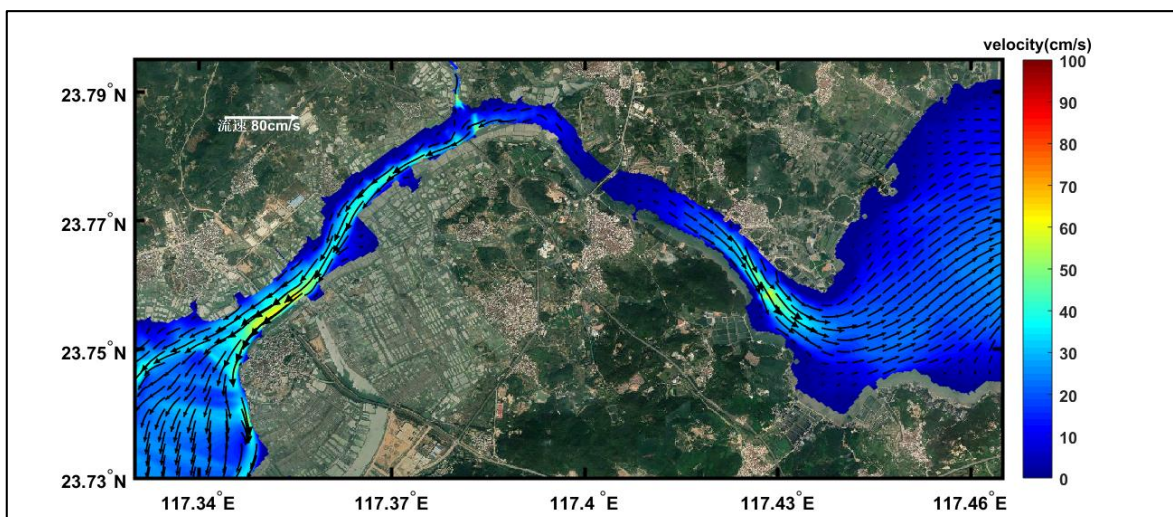 velocity(cm/s)
流速 80cm/s
23.79°N
23.77°N
23.75°N
23.73°N
117.34°E
117.37°E
117.4°E
117.43°E
117.46°E
100
90
80
70
60
50
40
30
20
10
0